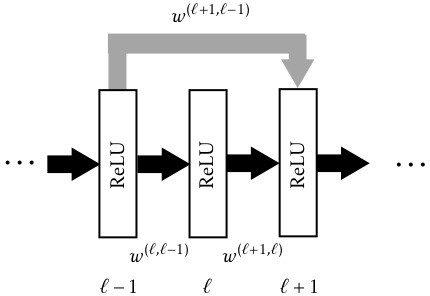 w^(ℓ+1,ℓ−1)
... ReLU ReLU ReLU ...
w^(ℓ,ℓ−1) w^(ℓ+1,ℓ)
ℓ − 1 ℓ ℓ + 1